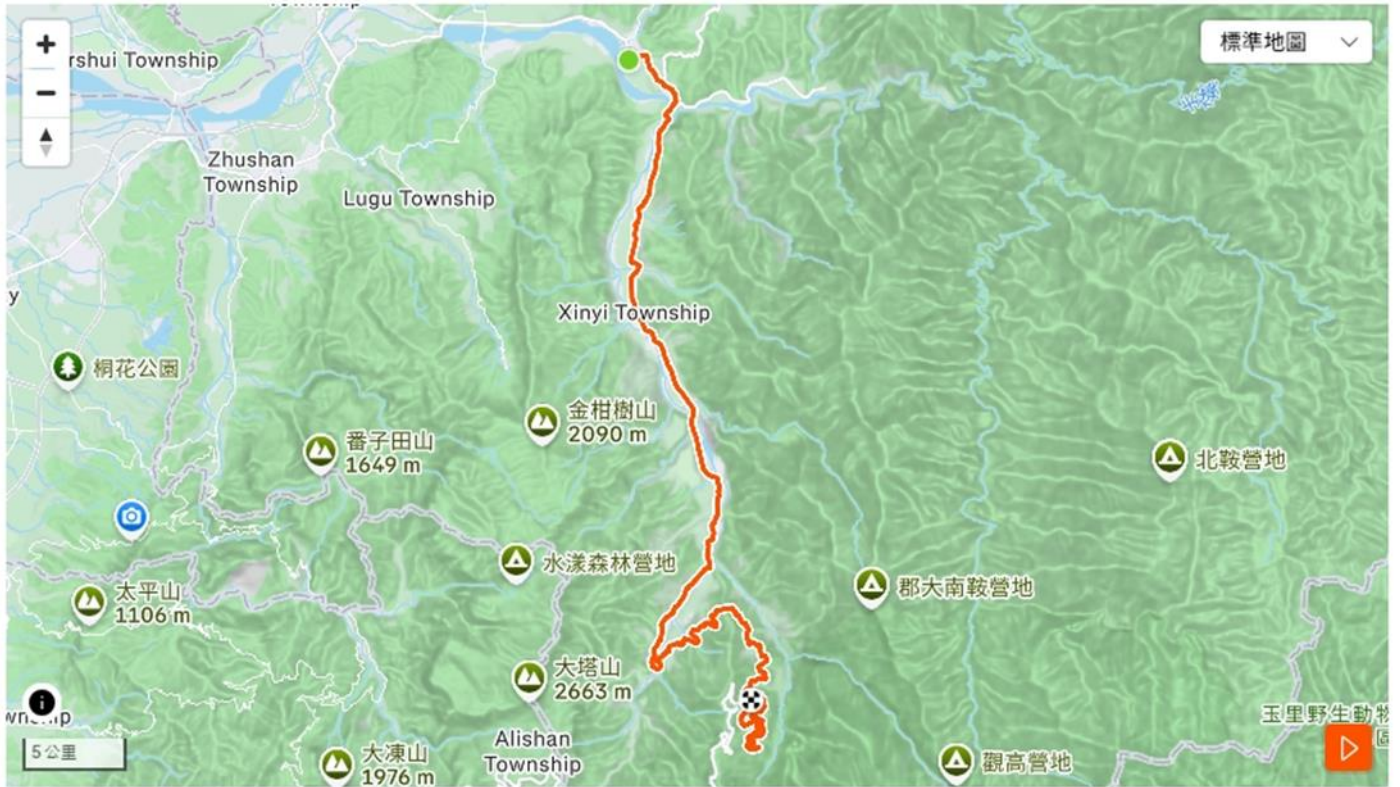 標準地圖
rshui Township
Zhushan
Township
Lugu Township
y
Xinyi Township
桐花公園
金柑樹山
2090 m
番子田山
1649 m
北鞍營地
水漾森林營地
郡大南鞍營地
太平山
1106 m
大塔山
2663 m
玉里野生動物
5 公里
Alishan
Township
大凍山
1976 m
觀高營地